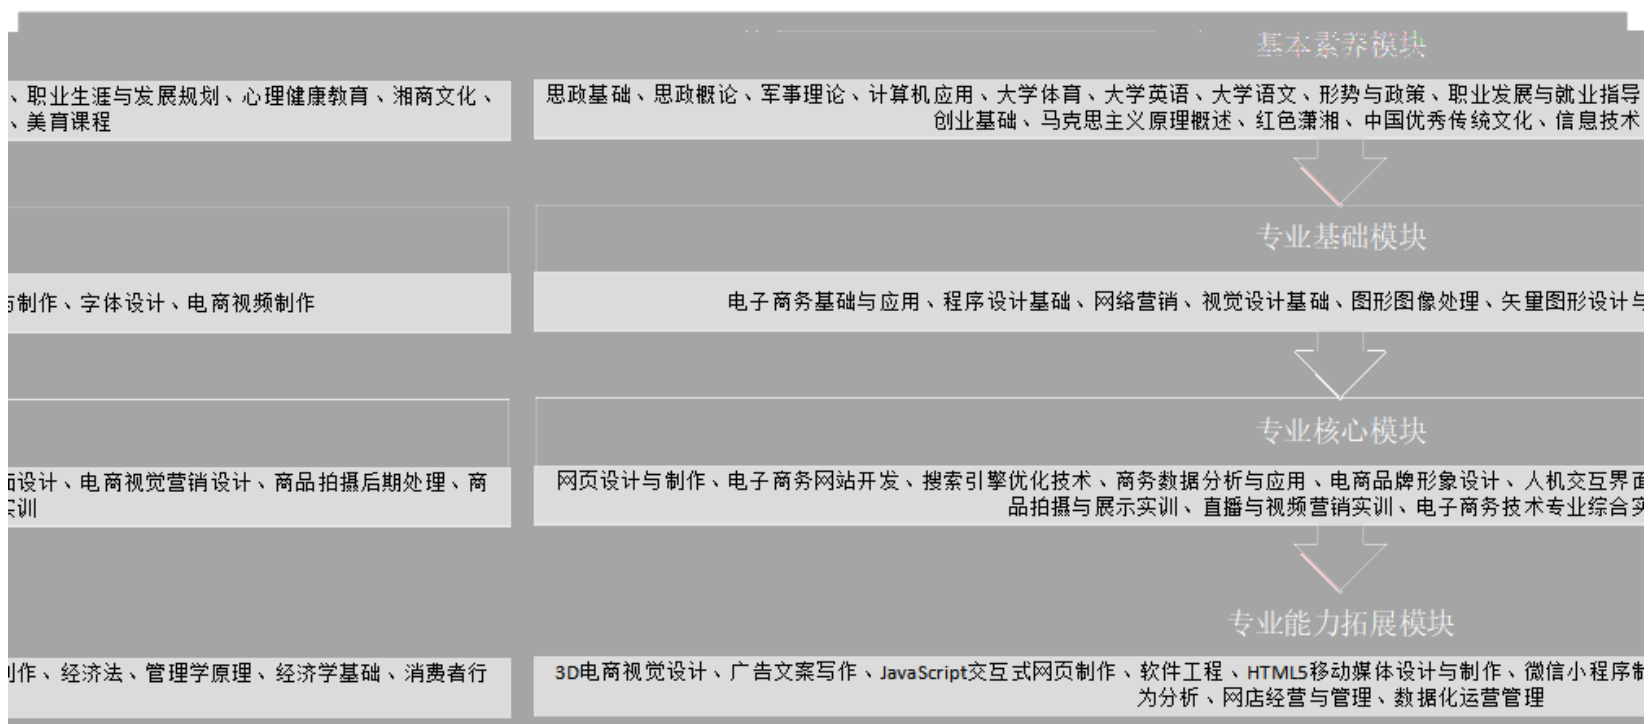 基本素养模块
、职业生涯与发展规划、心理健康教育、湘商文化、
、美育课程
思政基础、思政概论、军事理论、计算机应用、大学体育、大学英语、大学语文、形势与政策、职业发展与就业指导
创业基础、马克思主义原理概述、红色潇湘、中国优秀传统文化、信息技术
专业基础模块
制作、字体设计、电商视频制作
电子商务基础与应用、程序设计基础、网络营销、视觉设计基础、图形图像处理、矢量图形设计与
专业核心模块
设计、电商视觉营销设计、商品拍摄后期处理、商
训
网页设计与制作、电子商务网站开发、搜索引擎优化技术、商务数据分析与应用、电商品牌形象设计、人机交互界面
品拍摄与展示实训、直播与视频营销实训、电子商务技术专业综合实
专业能力拓展模块
作、经济法、管理学原理、经济学基础、消费者行
3D电商视觉设计、广告文案写作、JavaScript交互式网页制作、软件工程、HTML5移动媒体设计与制作、微信小程序制
为分析、网店经营与管理、数据化运营管理